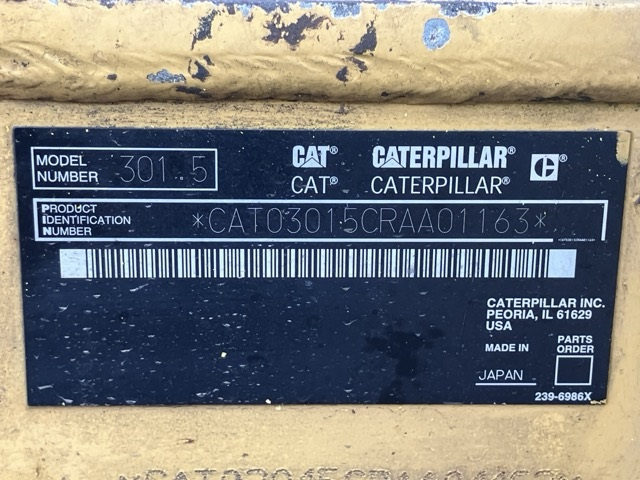 MODEL NUMBER 301.5
CAT® CATERPILLAR® C®
CAT® CATERPILLAR®
PRODUCT IDENTIFICATION NUMBER *CAT03015CRAA01163*
CATERPILLAR INC.
PEORIA, IL 61629
USA
MADE IN
JAPAN
PARTS ORDER
239-6986X